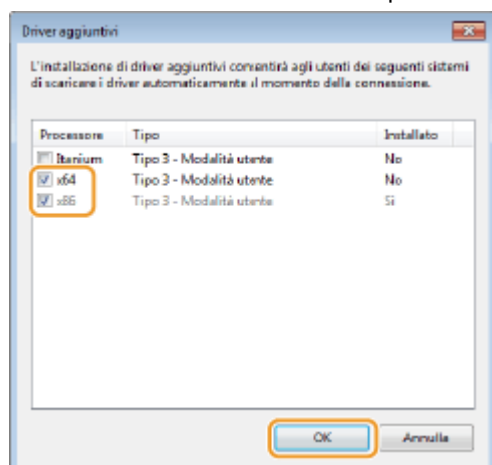 Driver aggiuntivi
L'installazione di driver aggiuntivi consentirà agli utenti dei seguenti sistemi
di scaricare i driver automaticamente il momento della connessione.
Processore Tipo Installato
Itanium Tipo 3 - Modalità utente No
x64 Tipo 3 - Modalità utente No
x86 Tipo 3 - Modalità utente Sì
OK Annulla